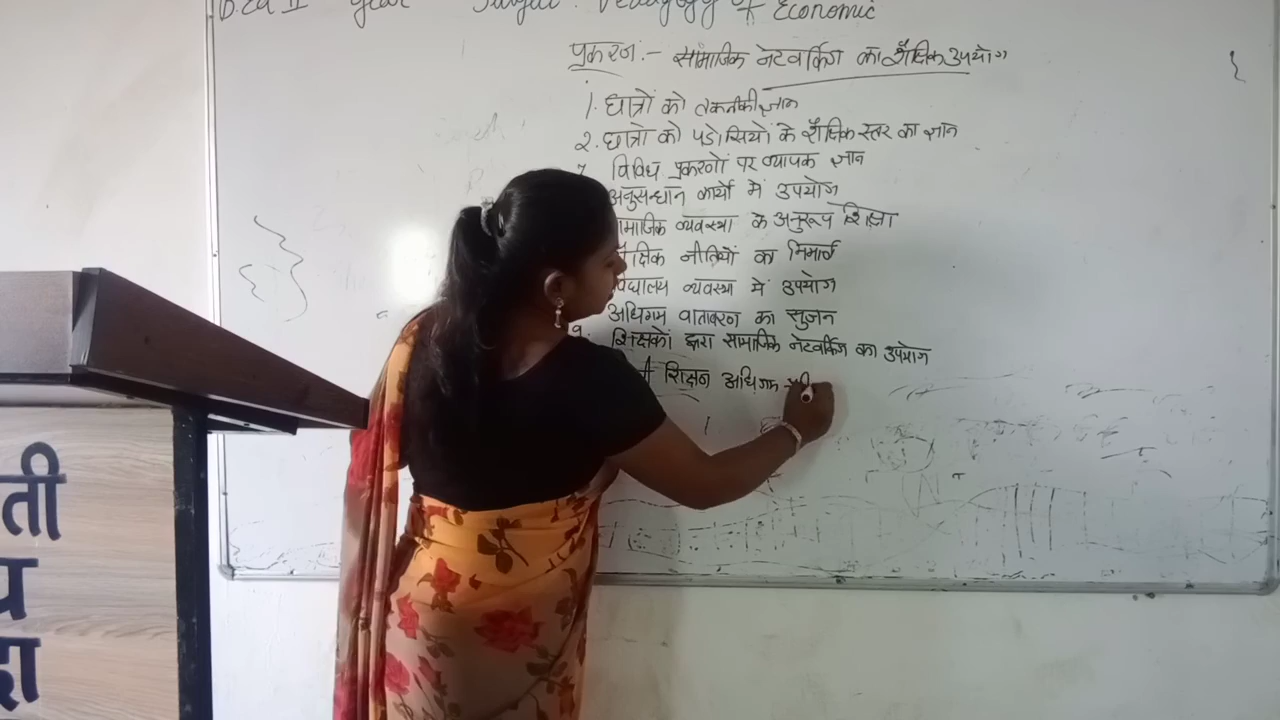 B.Ed II Year Subject: Pedagogy of Economic
प्रकरण:- सामाजिक नेटवर्किंग का शैक्षिक उपयोग
1. छात्रों को तकनीकी ज्ञान
2. छात्रों को पड़ोसियों के शैक्षिक स्तर का ज्ञान
विविध प्रकरणों पर व्यापक ज्ञान
अनुसन्धान कार्यों में उपयोग
सामाजिक व्यवस्था के अनुरूप शिक्षा
शैक्षिक नीतियों का निर्माण
विद्यालय व्यवस्था में उपयोग
अधिगम वातावरण का सृजन
9. शिक्षकों द्वारा सामाजिक नेटवर्किंग का उपयोग
शिक्षण अधिगम
ती
य
हा